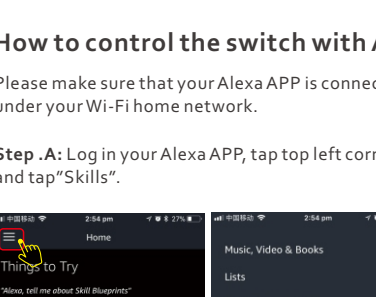 How to control the switch with A
Please make sure that your Alexa APP is connec
under your Wi-Fi home network.
Step .A: Log in your Alexa APP, tap top left corn
and tap"Skills".
中国移动 2:54 pm 27%
Home
Things to Try
"Alexa, tell me about Skill Blueprints"
中国移动 2:54 pm
Music, Video & Books
Lists